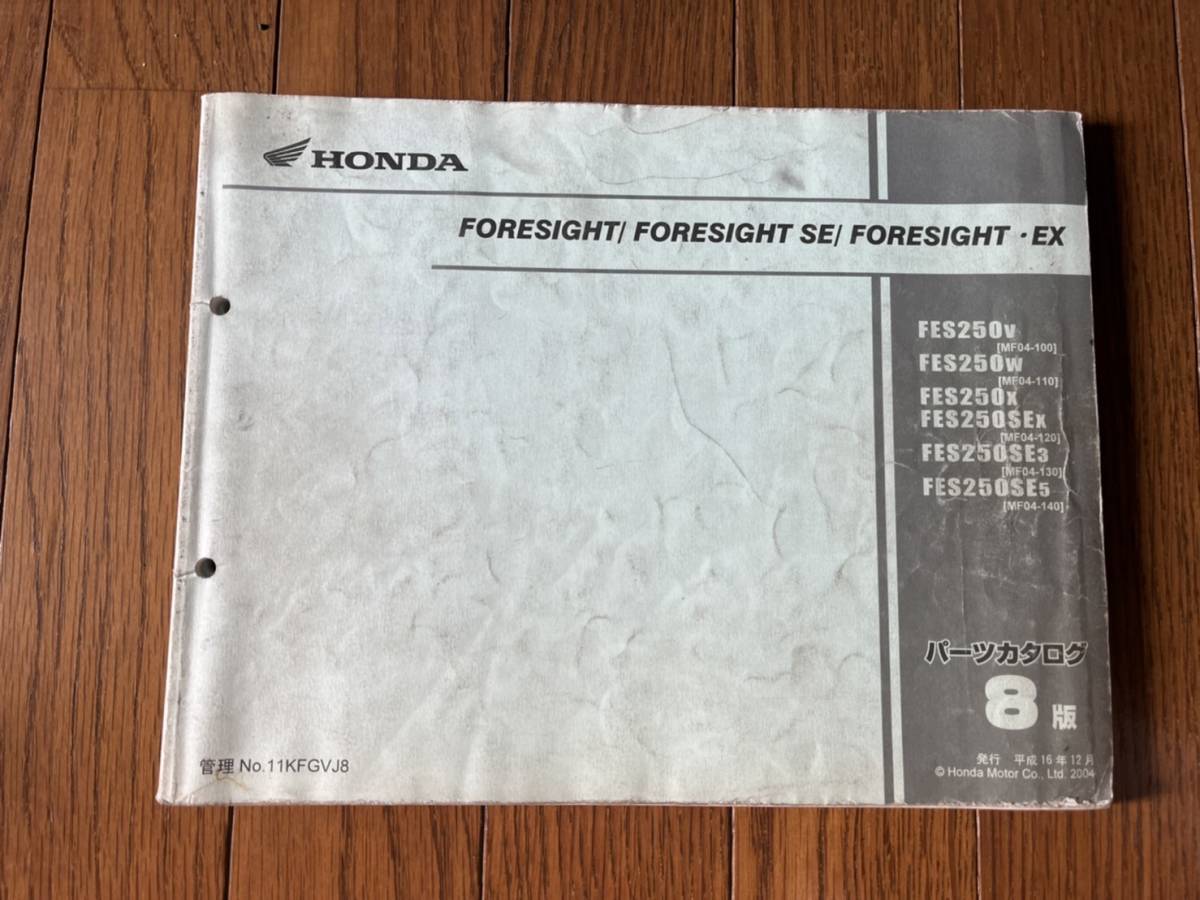 HONDA
FORESIGHT/ FORESIGHT SE/ FORESIGHT・EX
FES250V
[MF04-100]
FES250W
[MF04-110]
FES250X
FES250SEX
[MF04-120]
FES250SE3
[MF04-130]
FES250SE5
[MF04-140]
パーツカタログ
8版
管理 No.11KFGVJ8
発行 平成16年12月
© Honda Motor Co., Ltd. 2004